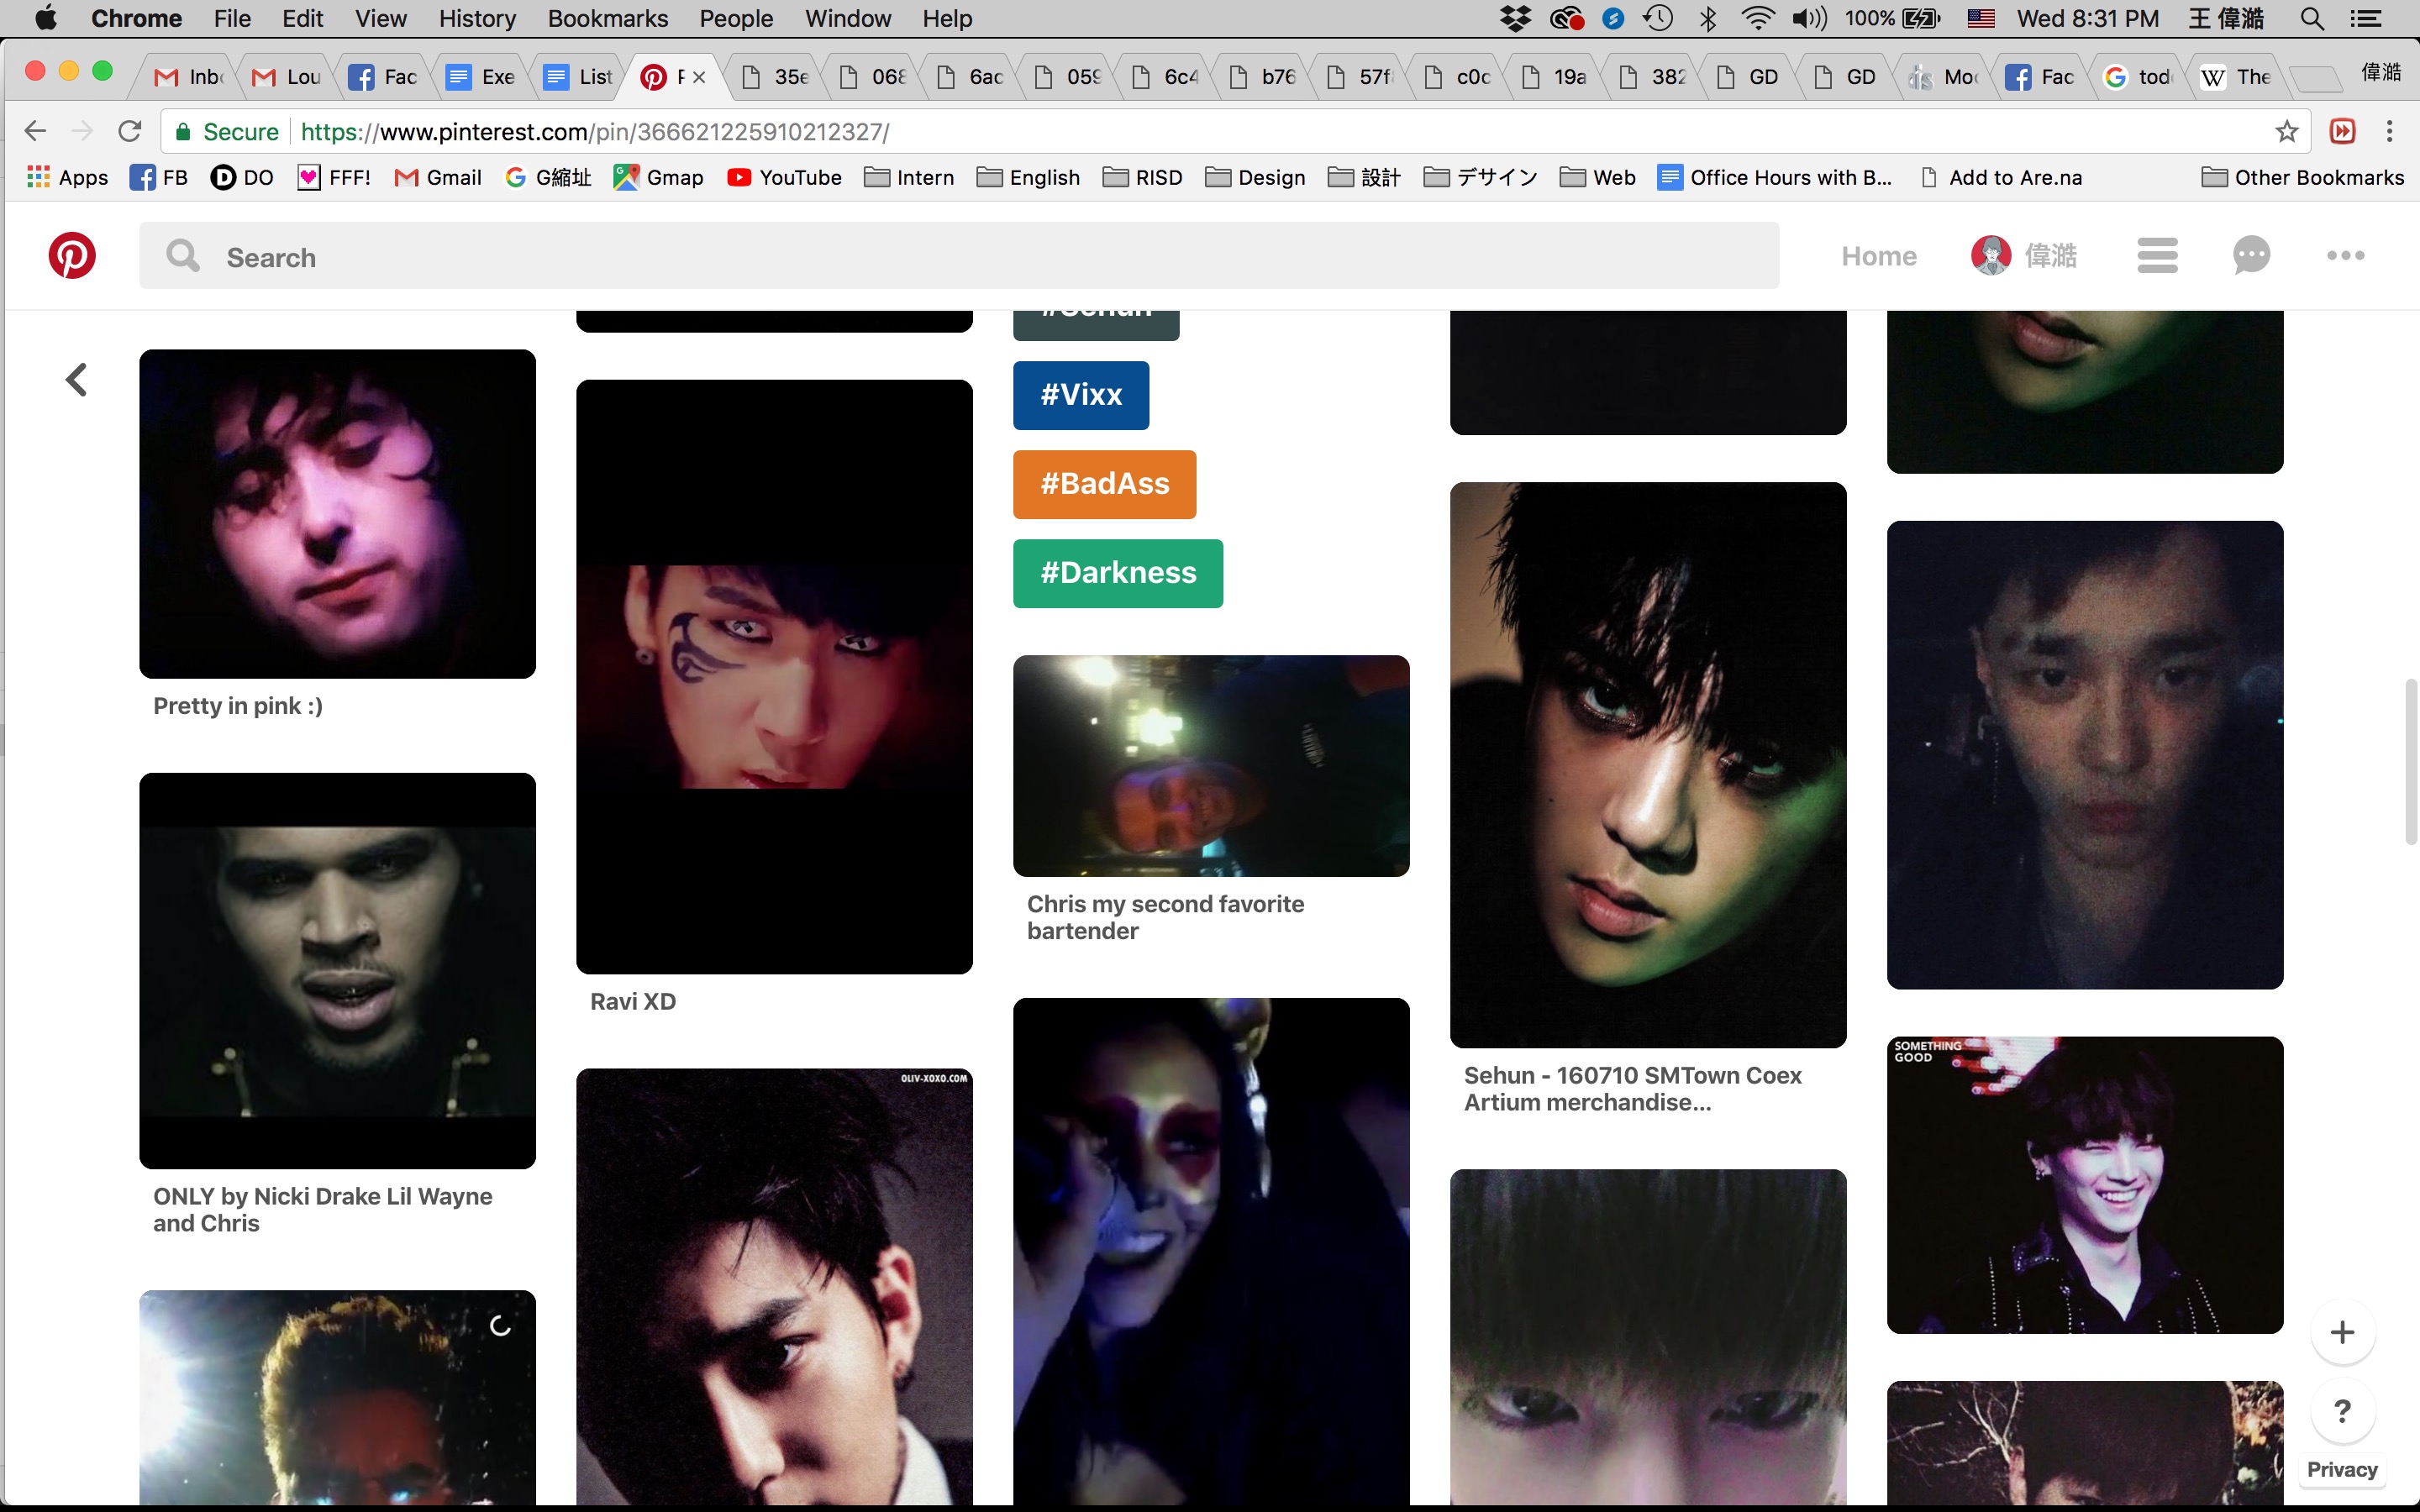 Chrome File Edit View History Bookmarks People Window Help 100% Wed 8:31 PM 王 偉澔
Inb Lou Fac Exe List F 35e 068 6ac 059 6c4 b76 57f c0c 19a 382 GD GD Mo Fac tod The 偉澔
Secure https://www.pinterest.com/pin/366621225910212327/
Apps FB DO FFF! Gmail G縮址 Gmap YouTube Intern English RISD Design 設計 デサイン Web Office Hours with B... Add to Are.na Other Bookmarks
Search Home 偉澔
#Sehun
#Vixx
#BadAss
#Darkness
Pretty in pink :)
Chris my second favorite
bartender
Ravi XD
SOMETHING
GOOD
OLIV-XOXO.COM
Sehun - 160710 SMTown Coex
Artium merchandise...
ONLY by Nicki Drake Lil Wayne
and Chris
+
?
Privacy